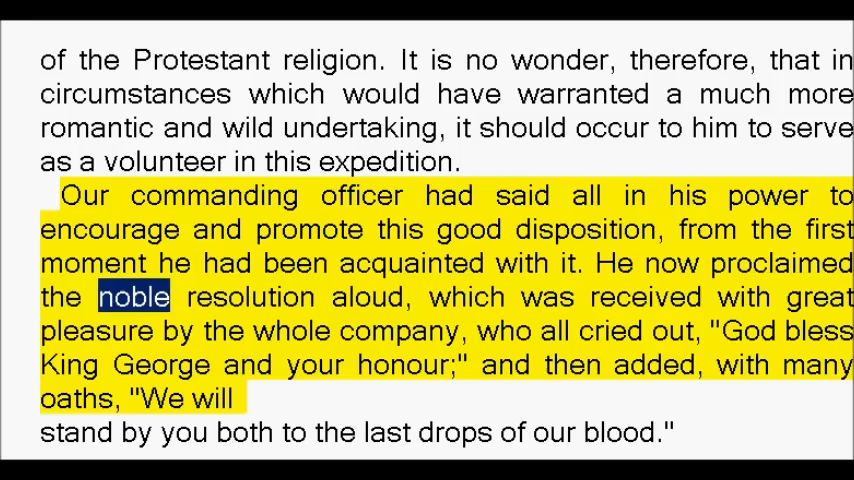 of the Protestant religion. It is no wonder, therefore, that in
circumstances which would have warranted a much more
romantic and wild undertaking, it should occur to him to serve
as a volunteer in this expedition.
Our commanding officer had said all in his power to
encourage and promote this good disposition, from the first
moment he had been acquainted with it. He now proclaimed
the noble resolution aloud, which was received with great
pleasure by the whole company, who all cried out, "God bless
King George and your honour;" and then added, with many
oaths, "We will
stand by you both to the last drops of our blood."